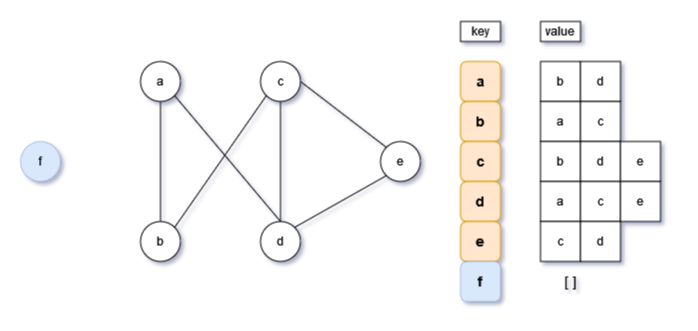 key value
a c
a b d
b a c
f e
c b d e
d a c e
b d
e c d
f []